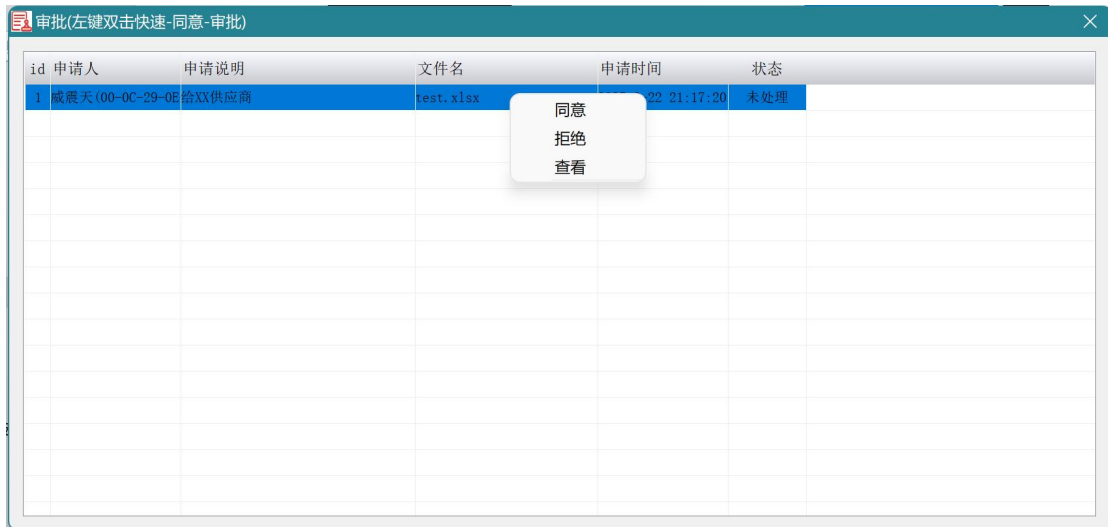 审批(左键双击快速-同意-审批)
id 申请人 申请说明 文件名 申请时间 状态
1 威震天(00-0C-29-0E 给XX供应商 test.xlsx 22 21:17:20 未处理
同意
拒绝
查看